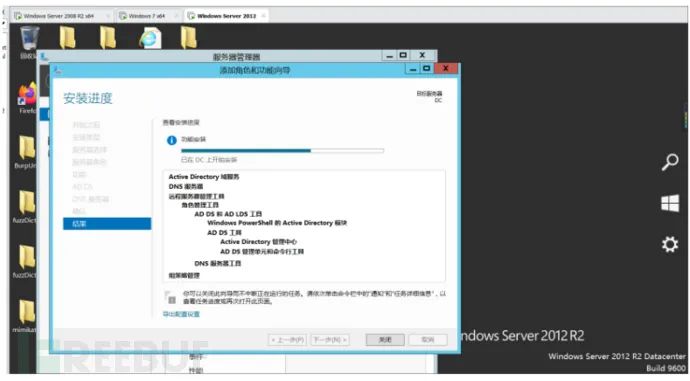 Windows Server 2008 R2 x64
Windows 7 x64
Windows Server 2012
回收站
服务器管理器
添加角色和功能向导
Firefo
BurpUn
fuzzDict
fuzzDict
mimikat
安装进度
目标服务器
DC
开始之前
安装类型
服务器选择
服务器角色
功能
AD DS
DNS 服务器
确认
结果
查看安装进度
功能安装
已在 DC 上开始安装
Active Directory 域服务
DNS 服务器
远程服务器管理工具
角色管理工具
AD DS 和 AD LDS 工具
Windows PowerShell 的 Active Directory 模块
AD DS 工具
Active Directory 管理中心
AD DS 管理单元和命令行工具
DNS 服务器工具
组策略管理
你可以关闭此向导而不中断正在运行的任务。请依次单击命令栏中的"通知"和"任务详细信息"，以
查看任务进度或再次打开此页面。
导出配置设置
< 上一步(P)
下一步(N) >
关闭
取消
事件
性能
FREEBUF
indows Server 2012 R2
Windows Server 2012 R2 Datacenter
Build 9600